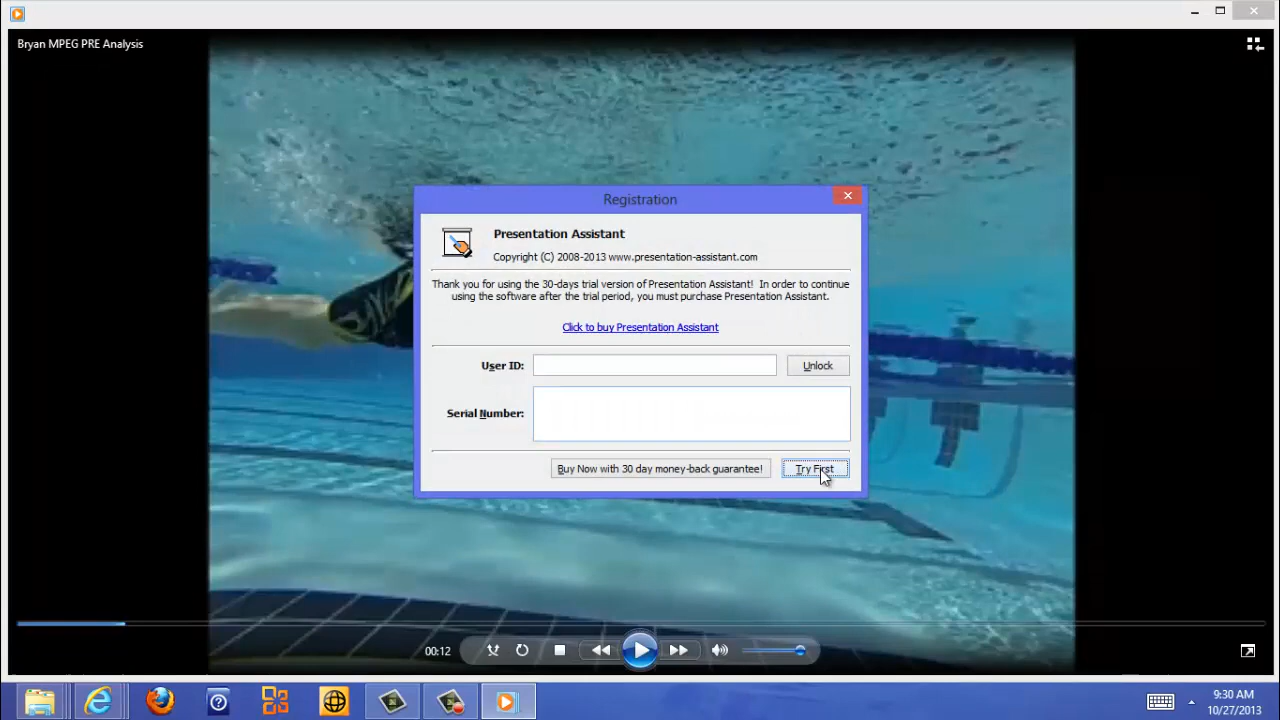 Bryan MPEG PRE Analysis
Registration
Presentation Assistant
Copyright (C) 2008-2013 www.presentation-assistant.com
Thank you for using the 30-days trial version of Presentation Assistant! In order to continue
using the software after the trial period, you must purchase Presentation Assistant.
Click to buy Presentation Assistant
User ID:
Unlock
Serial Number:
Buy Now with 30 day money-back guarantee!
Try First
00:12
9:30 AM
10/27/2013